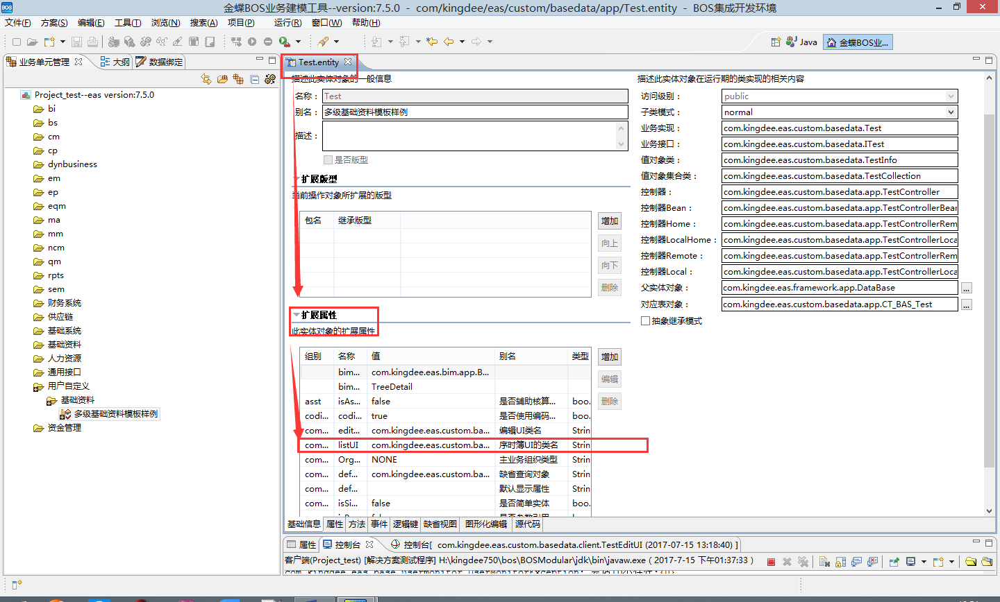 金蝶BOS业务建模工具--version:7.5.0 - com/kingdee/eas/custom/basedata/app/Test.entity - BOS集成开发环境
文件(F) 方案(S) 编辑(E) 工具(T) 浏览(N) 搜索(A) 项目(P) 运行(R) 窗口(W) 帮助(H)
Java 金蝶BOS业...
业务单元管理 大纲 数据绑定
Project_test--eas version:7.5.0
bi
bs
cm
cp
dynbusiness
em
ep
eqm
ma
mm
ncm
qm
rpts
sem
财务系统
供应链
基础系统
基础资料
人力资源
通用接口
用户自定义
基础资料
多级基础资料模板样例
资金管理
Test.entity
描述此实体对象的一般信息
名称： Test
别名： 多级基础资料模板样例
描述：
是否版型
扩展版型
当前操作对象所扩展的版型
包名 继承版型
增加
向上
向下
删除
扩展属性
此实体对象的扩展属性
组别 名称 值 别名 类型
bim... com.kingdee.eas.bim.app.B...
bim... TreeDetail
asst isAs... false 是否辅助核算... boo.
codi... codi... true 是否使用编码... boo.
com... edit... com.kingdee.eas.custom.ba... 编辑UI类名 Strin
com... listUI com.kingdee.eas.custom.ba... 序时簿UI的类名 Strin
com... Org... NONE 主业务组织类型 Strin
com... def... com.kingdee.eas.custom.ba... 缺省查询对象 Strin
com... def... 默认显示属性 Strin
com... isSi... false 是否简单实体 boo.
增加
编辑
删除
描述此实体对象在运行期的类实现的相关内容
访问级别： public
子类模式： normal
业务实现： com.kingdee.eas.custom.basedata.Test
业务接口： com.kingdee.eas.custom.basedata.ITest
值对象类： com.kingdee.eas.custom.basedata.TestInfo
值对象集合类： com.kingdee.eas.custom.basedata.TestCollection
控制器： com.kingdee.eas.custom.basedata.app.TestController
控制器Bean： com.kingdee.eas.custom.basedata.app.TestControllerBear
控制器Home： com.kingdee.eas.custom.basedata.app.TestControllerRem
控制器LocalHome： com.kingdee.eas.custom.basedata.app.TestControllerLoca
控制器Remote： com.kingdee.eas.custom.basedata.app.TestControllerRem
控制器Local： com.kingdee.eas.custom.basedata.app.TestControllerLoca
父实体对象： com.kingdee.eas.framework.app.DataBase ...
对应表对象： com.kingdee.eas.custom.basedata.app.CT_BAS_Test ...
抽象继承模式
基础信息 属性 方法 事件 逻辑键 缺省视图 图形化编辑 源代码
属性 控制台 控制台[ com.kingdee.eas.custom.basedata.client.TestEditUI (2017-07-15 13:18:40) ]
客户端(Project_test) [解决方案测试程序] H:\kingdee750\bos\BOSModular\jdk\bin\javaw.exe ( 2017-7-15 下午01:37:33 )